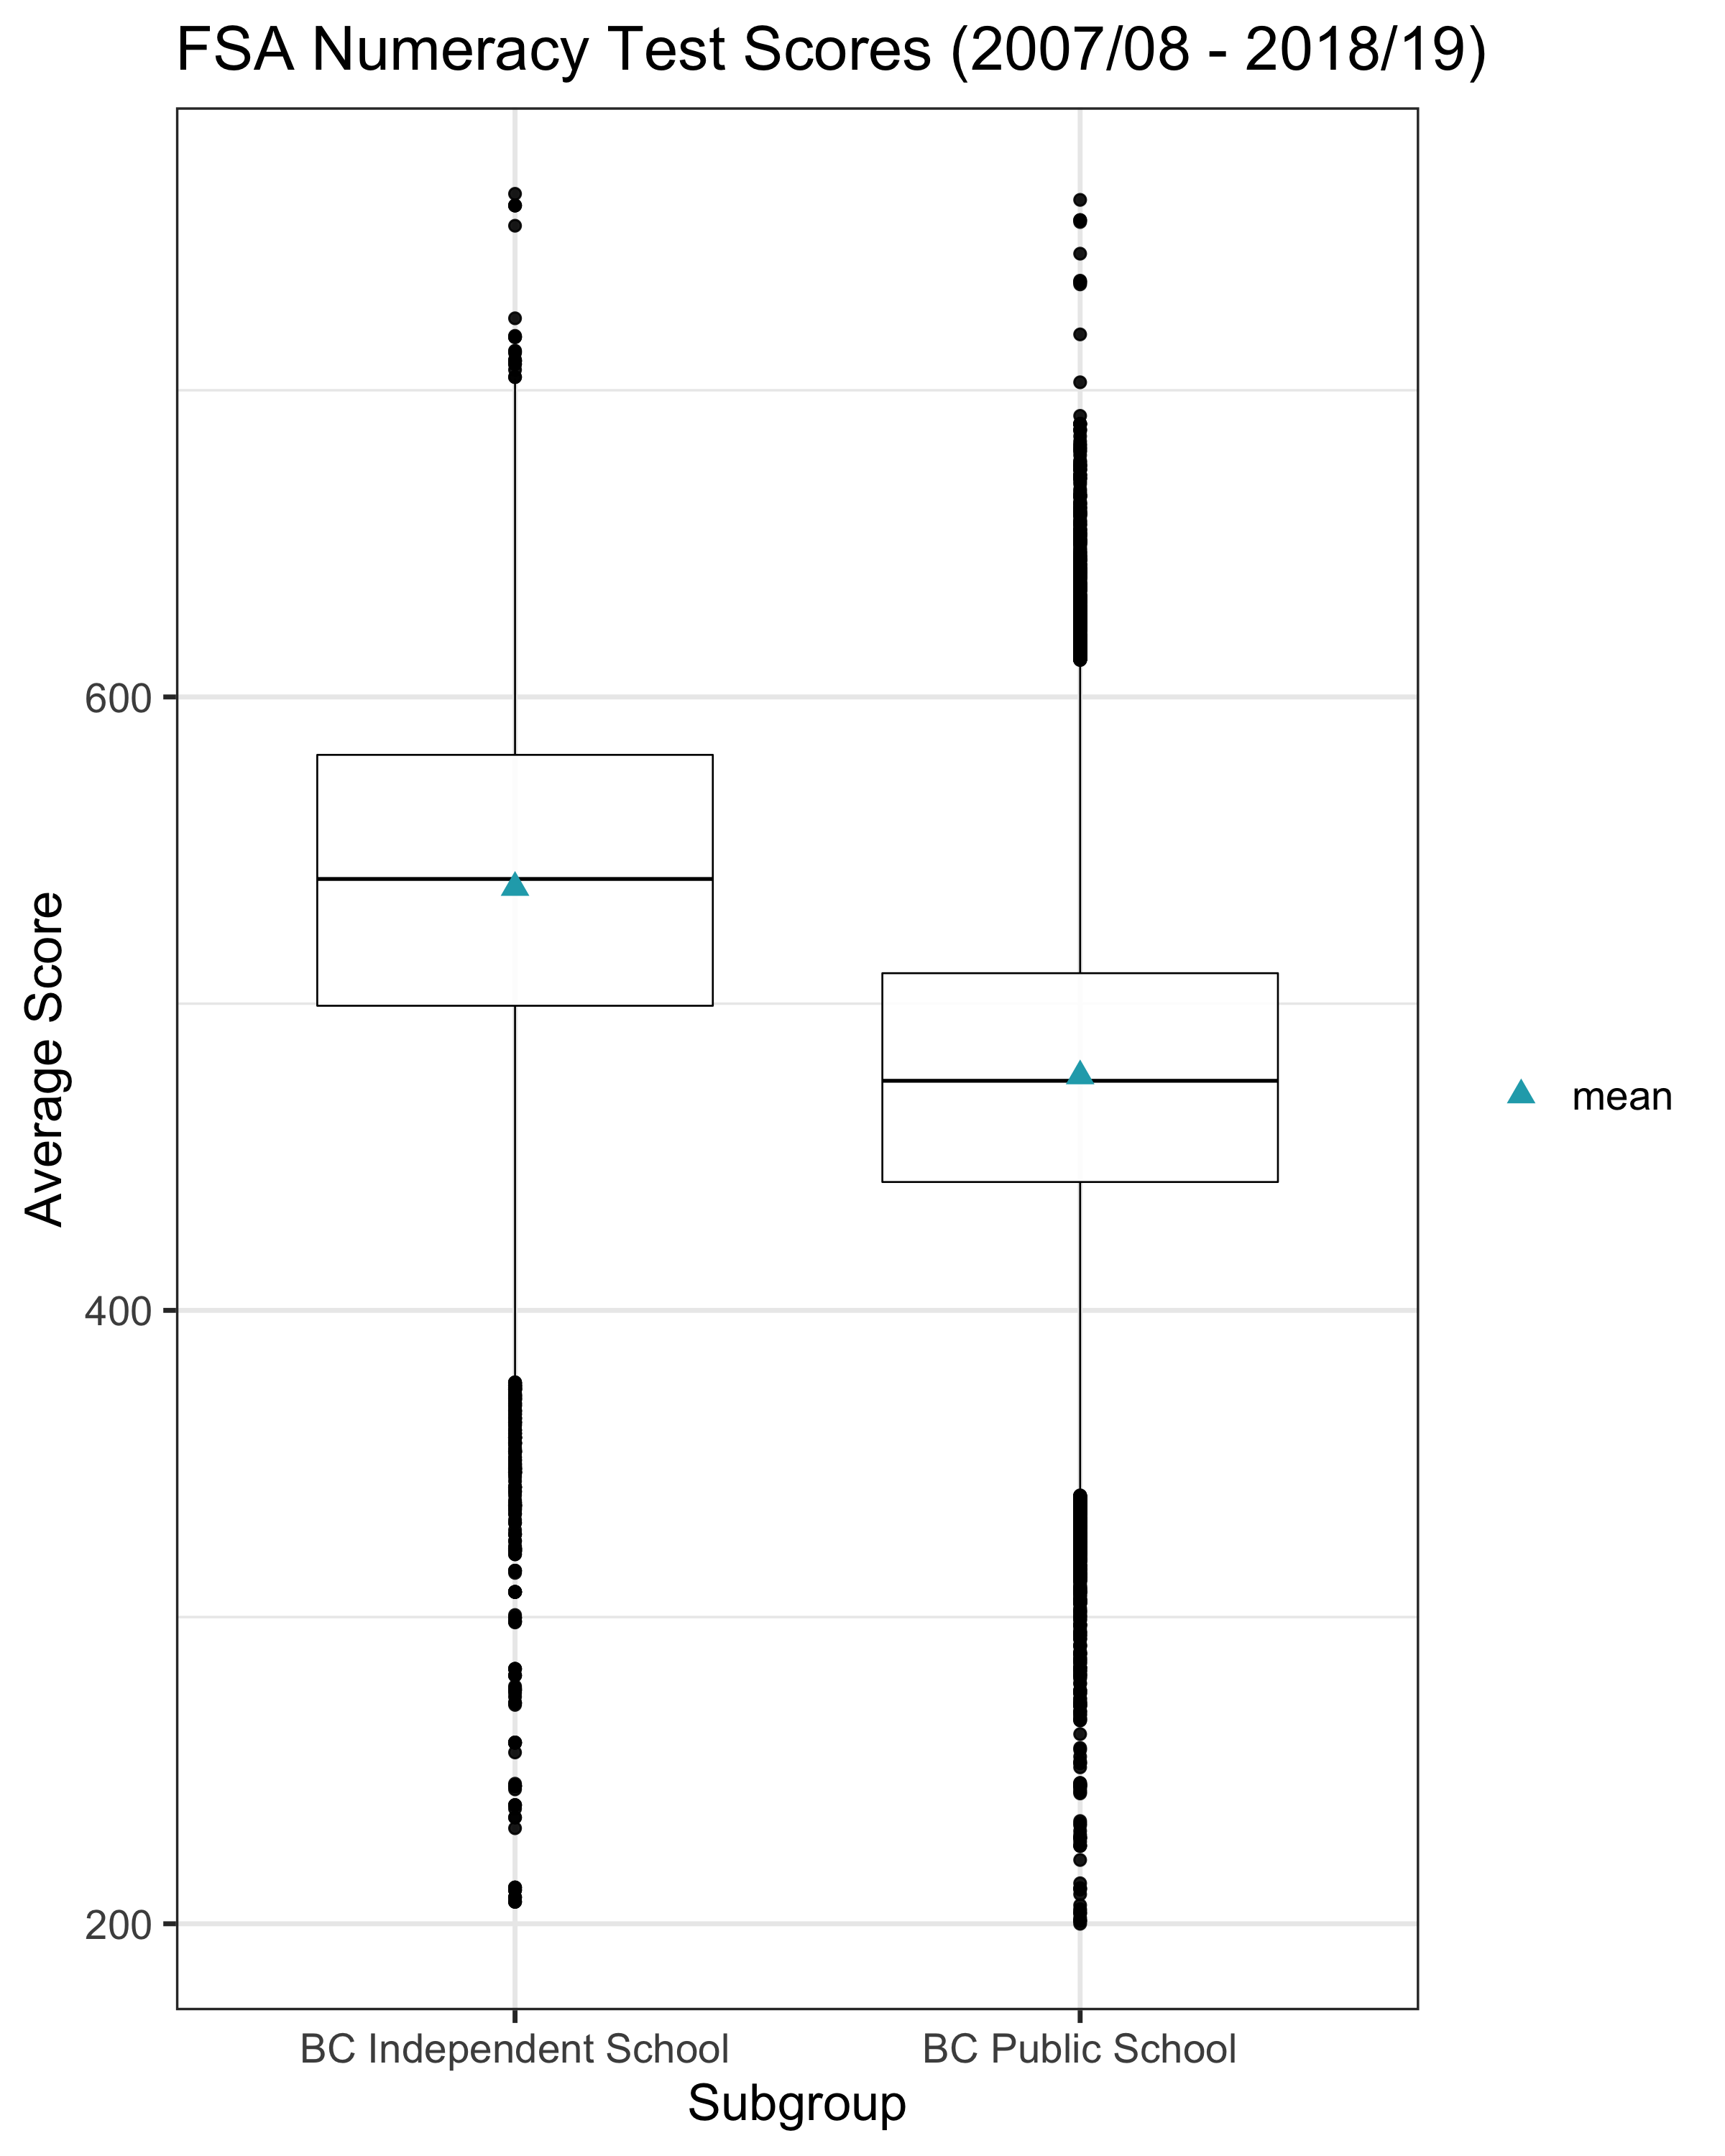 FSA Numeracy Test Scores (2007/08 - 2018/19)
Average Score
600
400
200
BC Independent School
BC Public School
Subgroup
mean